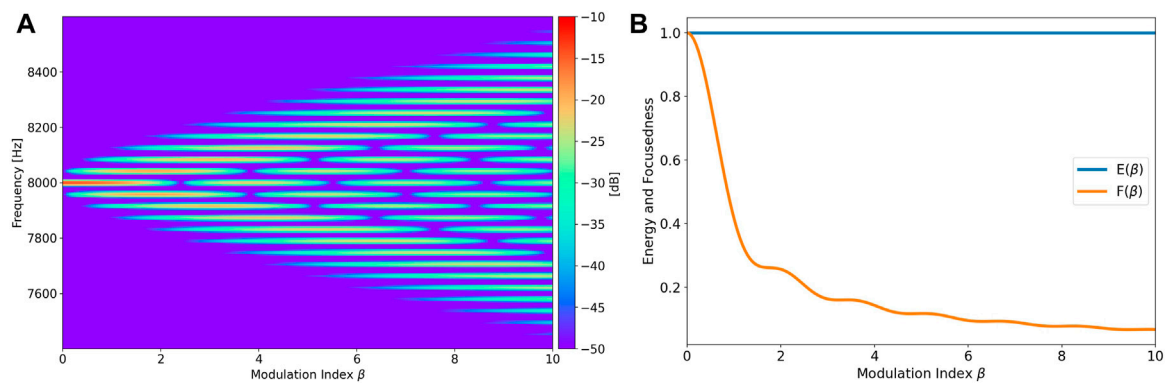 A
Frequency [Hz]
8400
8200
8000
7800
7600
0 2 4 6 8 10
Modulation Index β
−10
−15
−20
−25
−30
−35
−40
−45
−50
[dB]
B
Energy and Focusedness
1.0
0.8
0.6
0.4
0.2
0 2 4 6 8 10
Modulation Index β
E(β)
F(β)